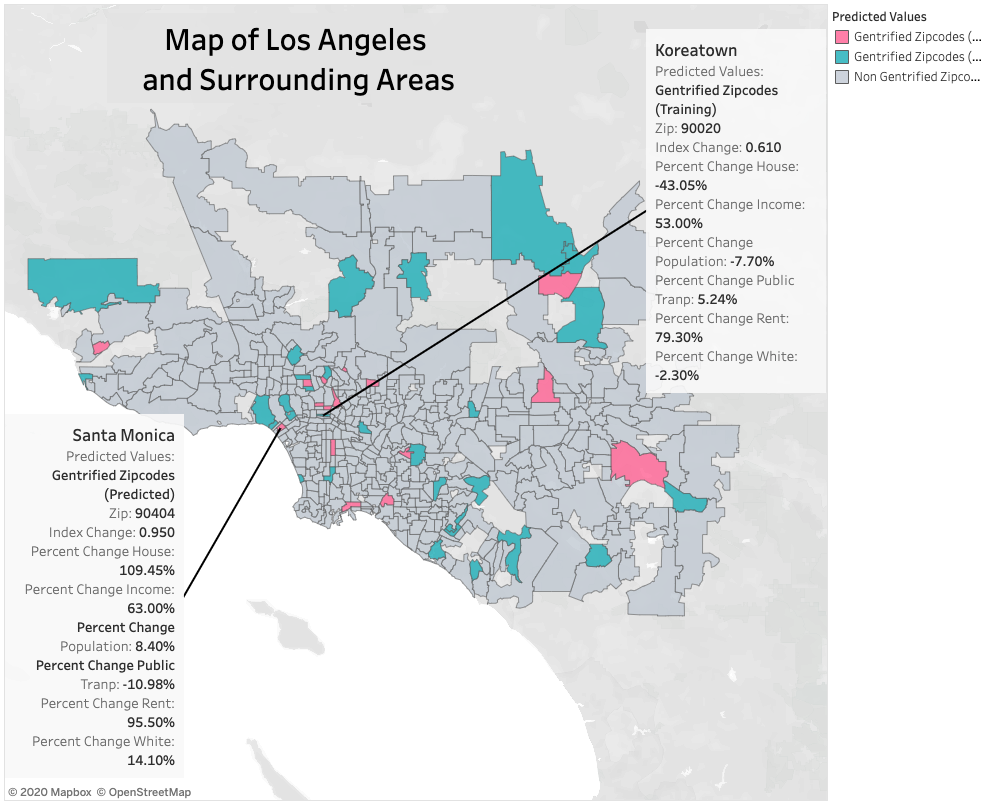 Map of Los Angeles
and Surrounding Areas
Predicted Values
Gentrified Zipcodes (...
Gentrified Zipcodes (...
Non Gentrified Zipco...
Koreatown
Predicted Values:
Gentrified Zipcodes
(Training)
Zip: 90020
Index Change: 0.610
Percent Change House:
-43.05%
Percent Change Income:
53.00%
Percent Change
Population: -7.70%
Percent Change Public
Tranp: 5.24%
Percent Change Rent:
79.30%
Percent Change White:
-2.30%
Santa Monica
Predicted Values:
Gentrified Zipcodes
(Predicted)
Zip: 90404
Index Change: 0.950
Percent Change House:
109.45%
Percent Change Income:
63.00%
Percent Change
Population: 8.40%
Percent Change Public
Tranp: -10.98%
Percent Change Rent:
95.50%
Percent Change White:
14.10%
© 2020 Mapbox © OpenStreetMap